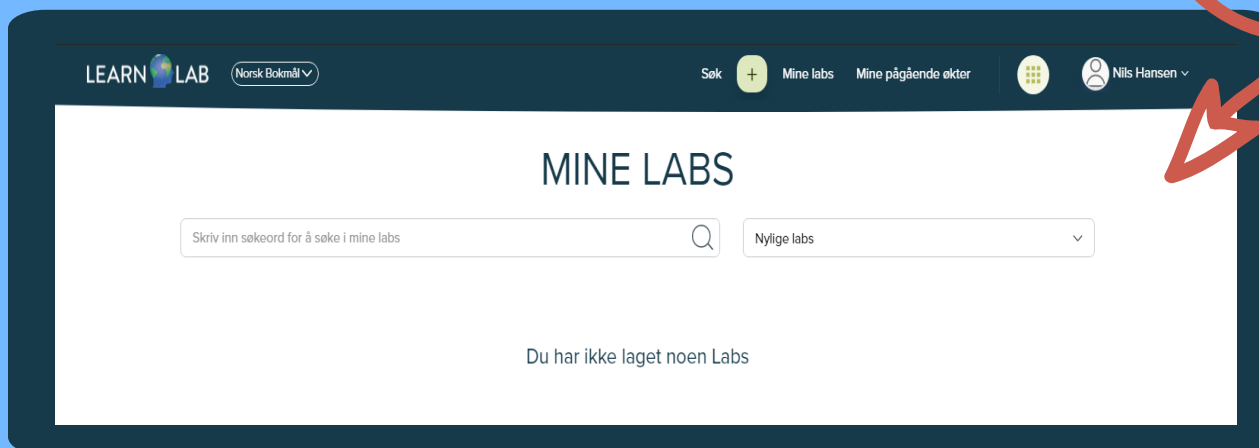 LEARN LAB
Norsk Bokmål
Søk
+
Mine labs
Mine pågående økter
Nils Hansen
MINE LABS
Skriv inn søkeord for å søke i mine labs
Nylige labs
Du har ikke laget noen Labs